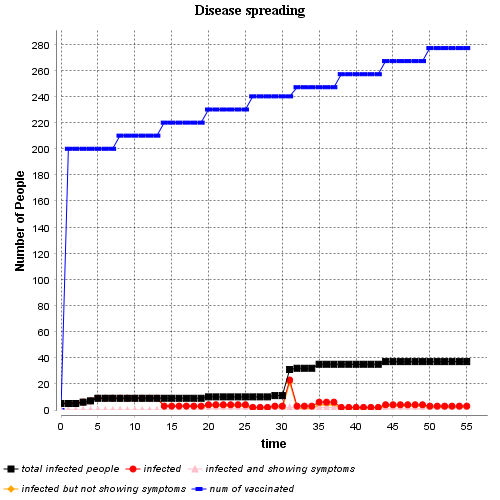 Disease spreading
280
260
240
220
200
180
160
140
120
100
80
60
40
20
0
Number of People
0 5 10 15 20 25 30 35 40 45 50 55
time
total infected people infected infected and showing symptoms
infected but not showing symptoms num of vaccinated